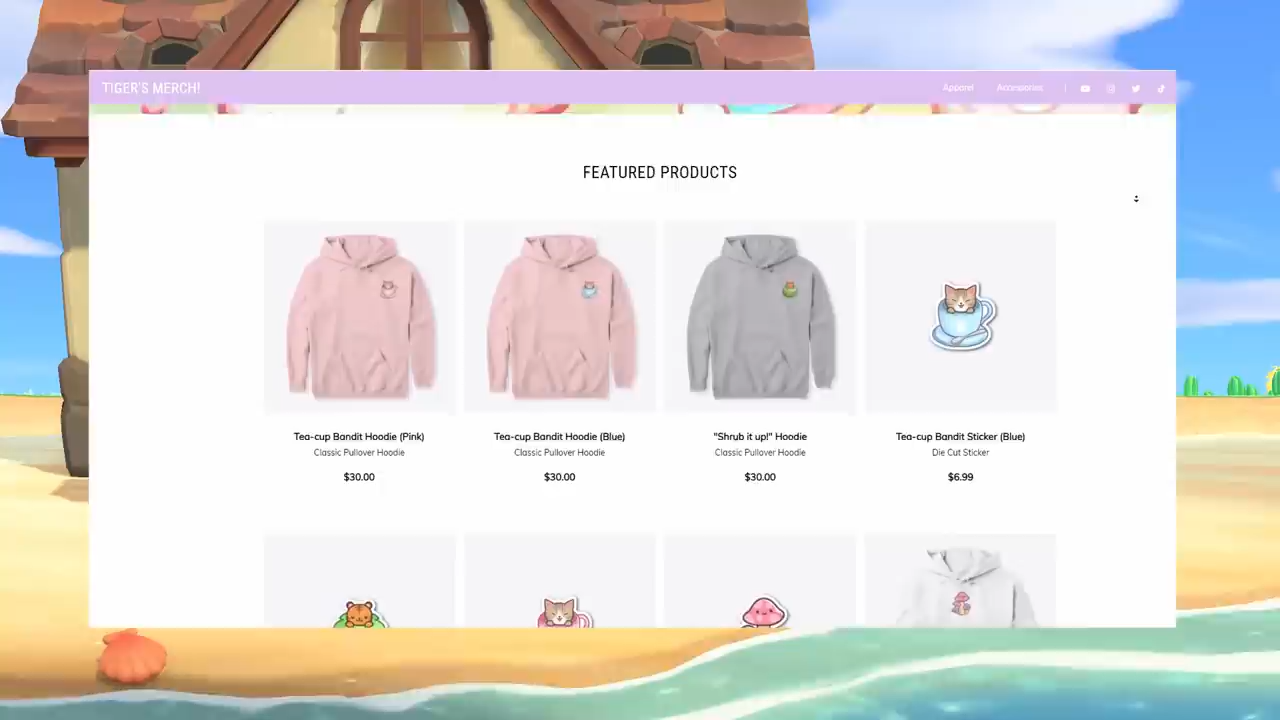 TIGER'S MERCH!
Apparel
Accessories
FEATURED PRODUCTS
Tea-cup Bandit Hoodie (Pink)
Classic Pullover Hoodie
$30.00
Tea-cup Bandit Hoodie (Blue)
Classic Pullover Hoodie
$30.00
"Shrub it up!" Hoodie
Classic Pullover Hoodie
$30.00
Tea-cup Bandit Sticker (Blue)
Die Cut Sticker
$6.99